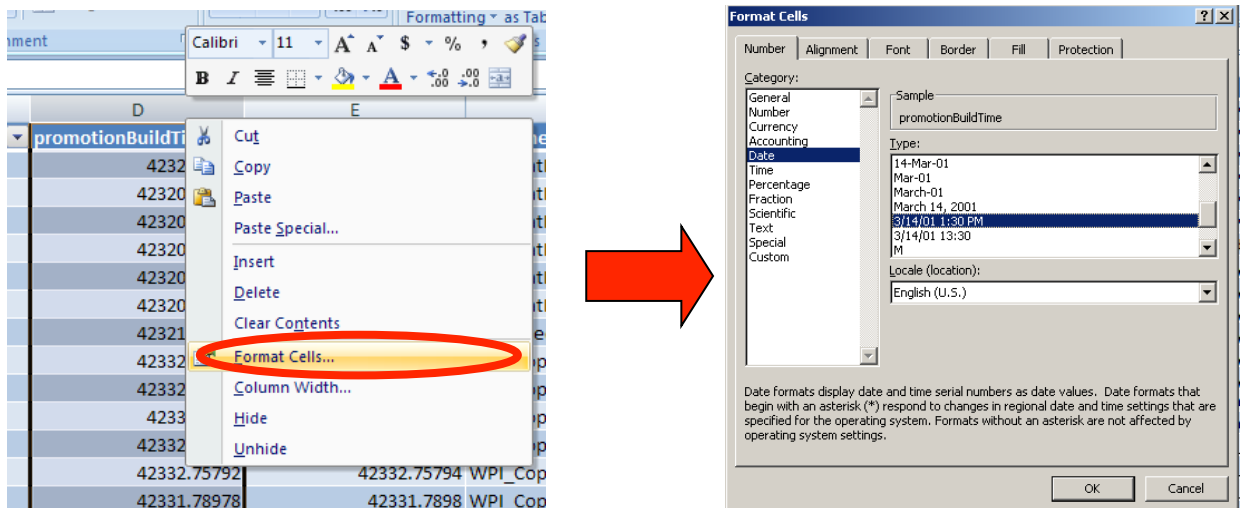 Formatting as Tab
Calibri 11 A A $ % ,
B I A .00 .00
D E
promotionBuildTi
4232
42320
42320
42320
42320
42320
42321
42332
42332
4233
42332
42332.75792 42332.75794 WPI_Cop
42331.78978 42331.7898 WPI_Cop
Cut
Copy
Paste
Paste Special...
Insert
Delete
Clear Contents
Format Cells...
Column Width...
Hide
Unhide
Format Cells
Number Alignment Font Border Fill Protection
Category:
General
Number
Currency
Accounting
Date
Time
Percentage
Fraction
Scientific
Text
Special
Custom
Sample
promotionBuildTime
Type:
14-Mar-01
Mar-01
March-01
March 14, 2001
3/14/01 1:30 PM
3/14/01 13:30
M
Locale (location):
English (U.S.)
Date formats display date and time serial numbers as date values. Date formats that
begin with an asterisk (*) respond to changes in regional date and time settings that are
specified for the operating system. Formats without an asterisk are not affected by
operating system settings.
OK Cancel